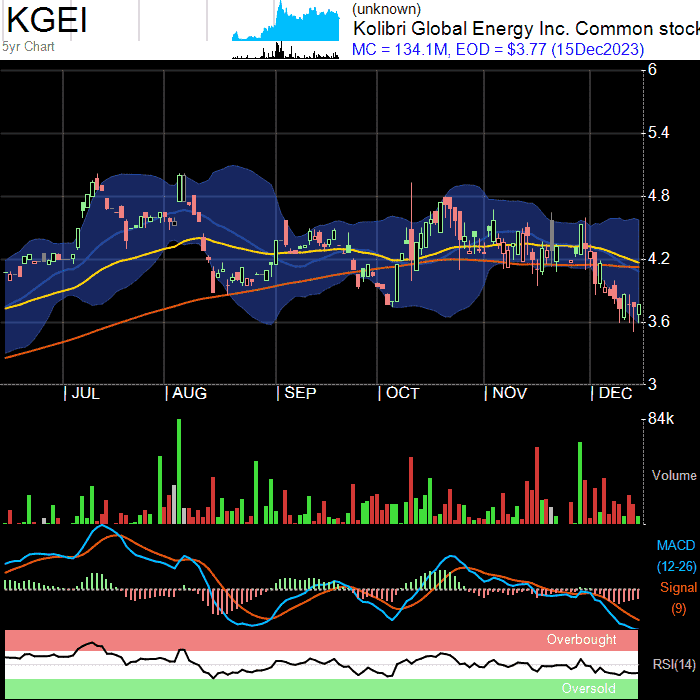 KGEI
5yr Chart
(unknown)
Kolibri Global Energy Inc. Common stock
MC = 134.1M, EOD = $3.77 (15Dec2023)
6
5.4
4.8
4.2
3.6
3
| JUL | AUG | SEP | OCT | NOV | DEC
84k
Volume
MACD
(12-26)
Signal
(9)
Overbought
RSI(14)
Oversold